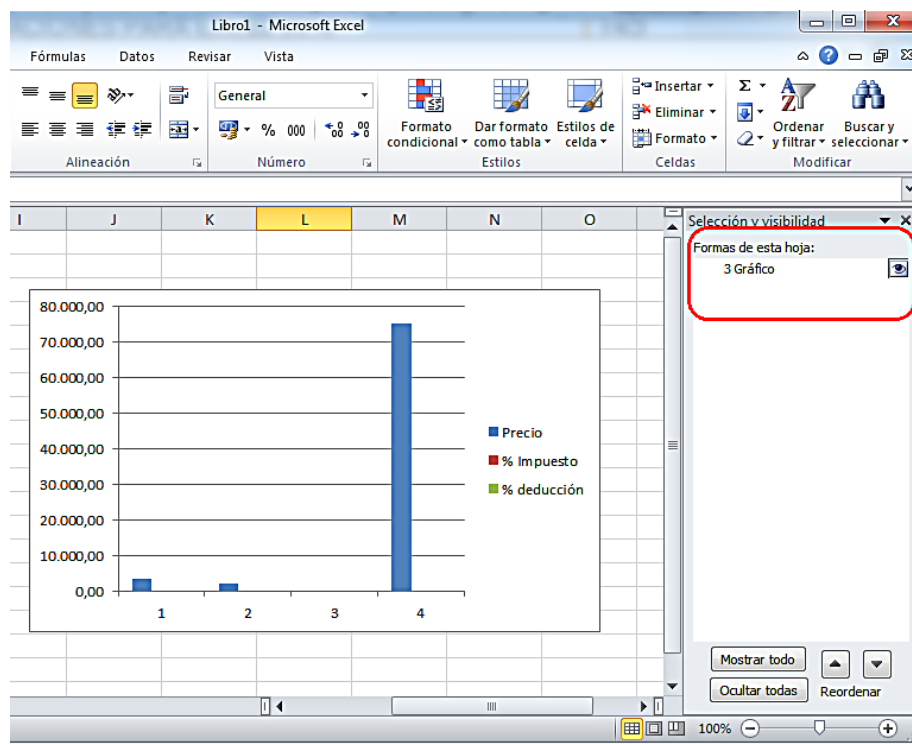 Libro1 - Microsoft Excel
Fórmulas Datos Revisar Vista
General
% 000
Formato condicional
Dar formato como tabla
Estilos de celda
Insertar
Eliminar
Formato
Σ
Ordenar y filtrar
Buscar y seleccionar
Alineación Número Estilos Celdas Modificar
I J K L M N O
Selección y visibilidad
Formas de esta hoja:
3 Gráfico
80.000,00
70.000,00
60.000,00
50.000,00
40.000,00
30.000,00
20.000,00
10.000,00
0,00
1 2 3 4
Precio
% Impuesto
% deducción
Mostrar todo
Ocultar todas
Reordenar
100%